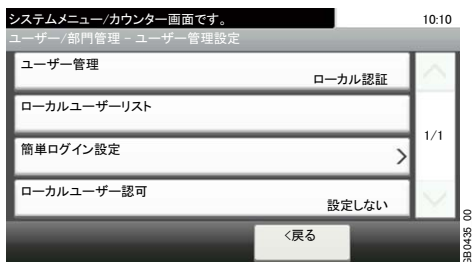 システムメニュー/カウンター画面です。
10:10
ユーザー/部門管理 - ユーザー管理設定
ユーザー管理
ローカル認証
ローカルユーザーリスト
簡単ログイン設定
1/1
ローカルユーザー認可
設定しない
<戻る
GB0435 00